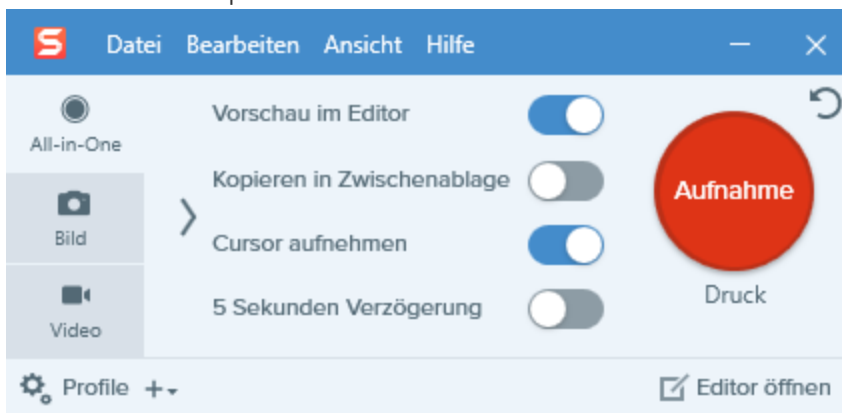 Datei Bearbeiten Ansicht Hilfe
All-in-One
Bild
Video
Vorschau im Editor
Kopieren in Zwischenablage
Cursor aufnehmen
5 Sekunden Verzögerung
Aufnahme
Druck
Profile
Editor öffnen